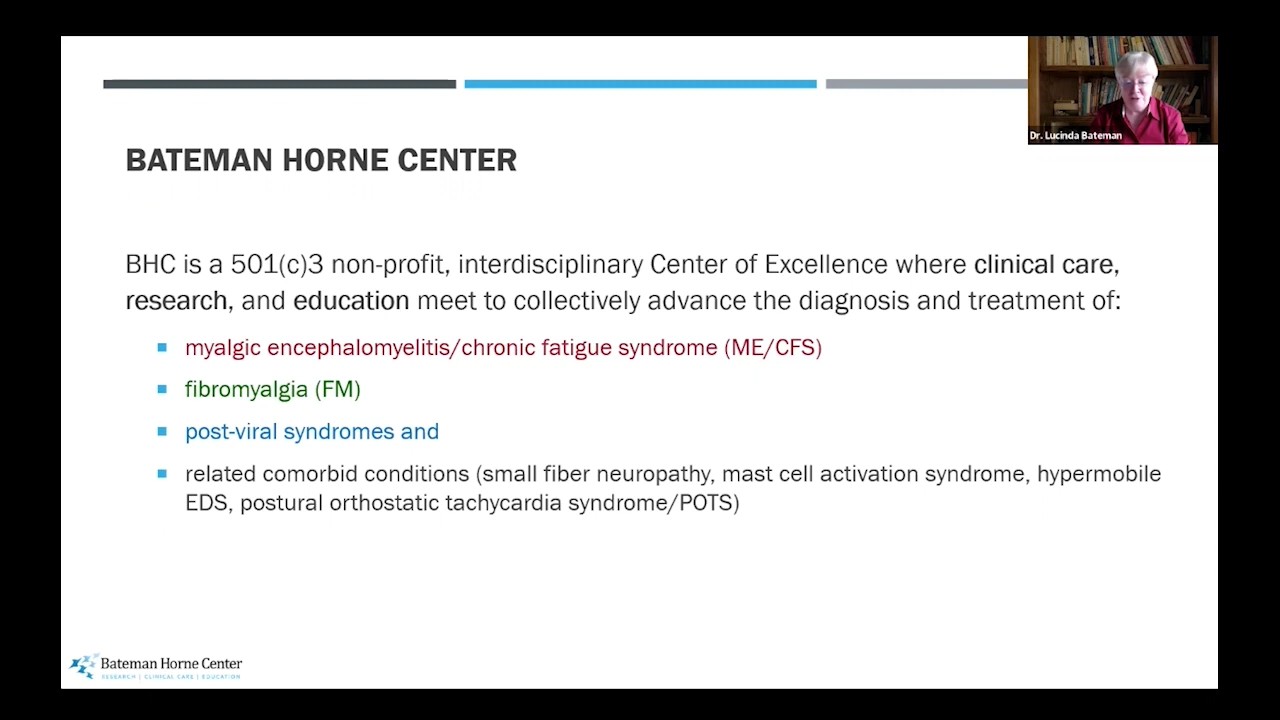 Dr. Lucinda Bateman
BATEMAN HORNE CENTER
BHC is a 501(c)3 non-profit, interdisciplinary Center of Excellence where clinical care,
research, and education meet to collectively advance the diagnosis and treatment of:
myalgic encephalomyelitis/chronic fatigue syndrome (ME/CFS)
fibromyalgia (FM)
post-viral syndromes and
related comorbid conditions (small fiber neuropathy, mast cell activation syndrome, hypermobile
EDS, postural orthostatic tachycardia syndrome/POTS)
Bateman Horne Center
RESEARCH | CLINICAL CARE | EDUCATION